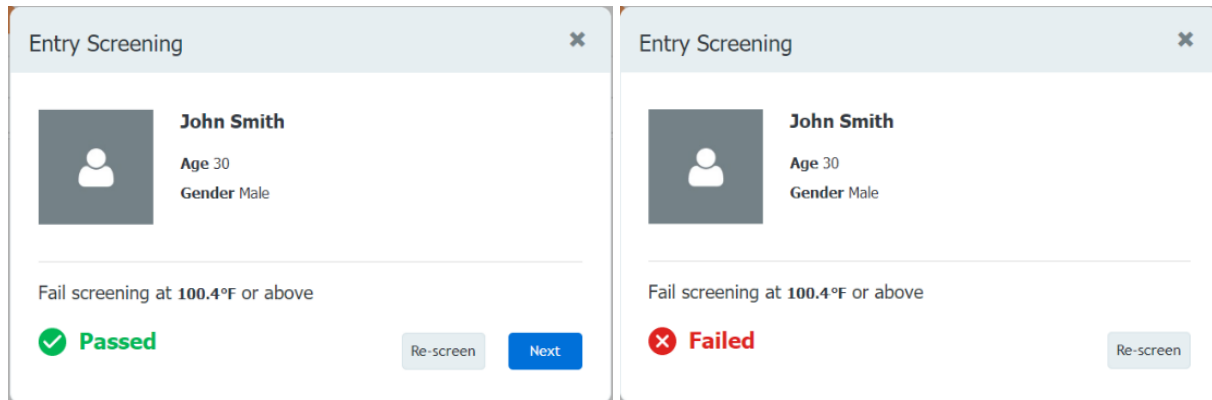 Entry Screening
John Smith
Age 30
Gender Male
Fail screening at 100.4°F or above
Passed
Re-screen
Next
Entry Screening
John Smith
Age 30
Gender Male
Fail screening at 100.4°F or above
Failed
Re-screen